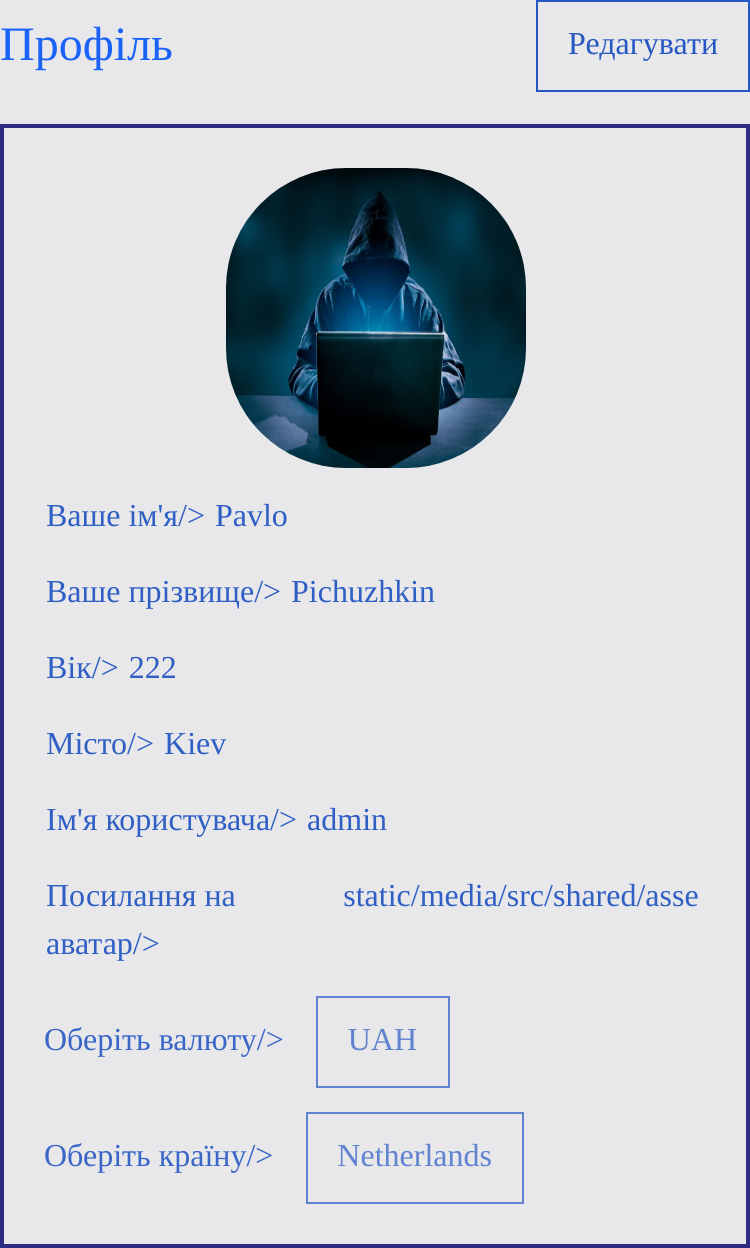 Профіль
Редагувати
Ваше ім'я/> Pavlo
Ваше прізвище/> Pichuzhkin
Вік/> 222
Місто/> Kiev
Ім'я користувача/> admin
Посилання на static/media/src/shared/asse
аватар/>
Оберіть валюту/> UAH
Оберіть країну/> Netherlands